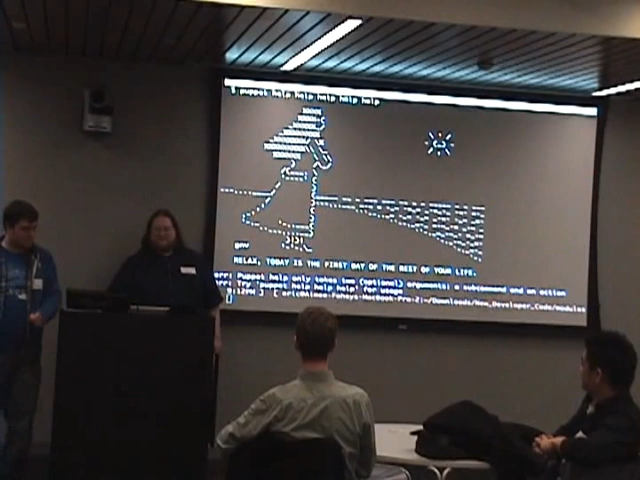 $ puppet help help help help help
gnv
RELAX, TODAY IS THE FIRST DAY OF THE REST OF YOUR LIFE.
err: Puppet help only takes two (optional) arguments: a subcommand and an action
err: Try 'puppet help help' for usage